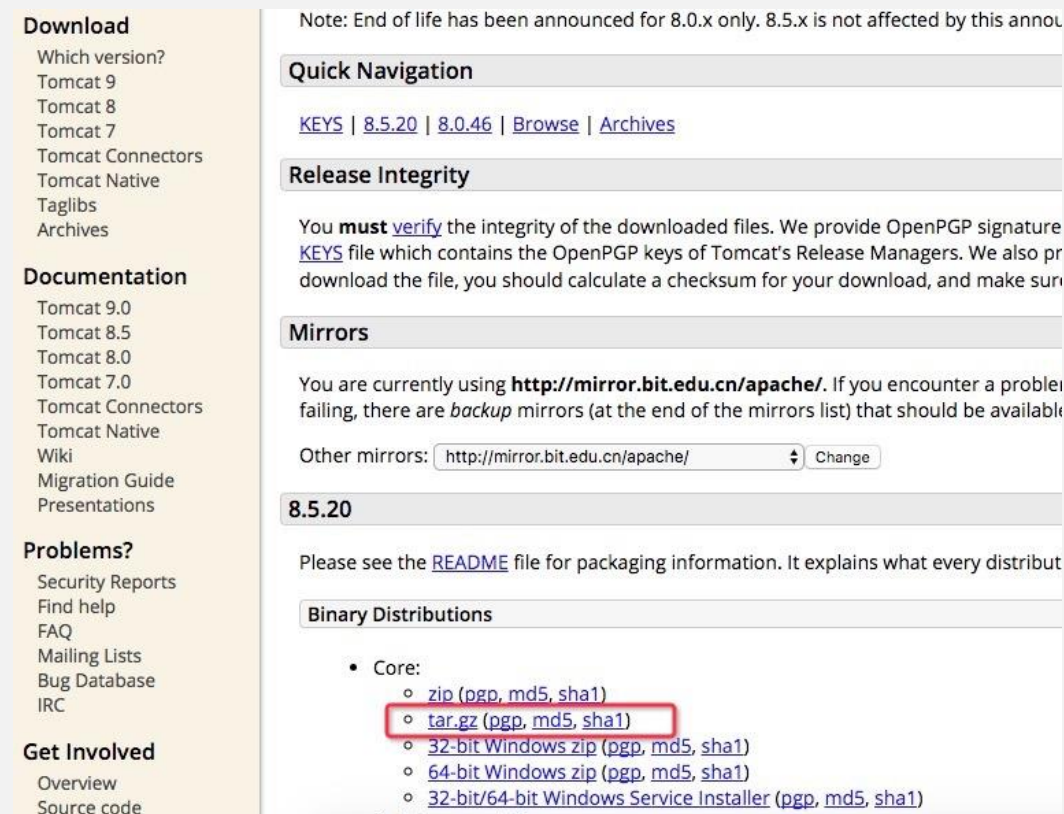 Download
Which version?
Tomcat 9
Tomcat 8
Tomcat 7
Tomcat Connectors
Tomcat Native
Taglibs
Archives
Documentation
Tomcat 9.0
Tomcat 8.5
Tomcat 8.0
Tomcat 7.0
Tomcat Connectors
Tomcat Native
Wiki
Migration Guide
Presentations
Problems?
Security Reports
Find help
FAQ
Mailing Lists
Bug Database
IRC
Get Involved
Overview
Source code
Note: End of life has been announced for 8.0.x only. 8.5.x is not affected by this
Quick Navigation
KEYS | 8.5.20 | 8.0.46 | Browse | Archives
Release Integrity
You must verify the integrity of the downloaded files. We provide OpenPGP signature
KEYS file which contains the OpenPGP keys of Tomcat's Release Managers. We also
download the file, you should calculate a checksum for your download, and make
Mirrors
You are currently using http://mirror.bit.edu.cn/apache/. If you encounter a
failing, there are backup mirrors (at the end of the mirrors list) that should be
Other mirrors: http://mirror.bit.edu.cn/apache/ Change
8.5.20
Please see the README file for packaging information. It explains what every
Binary Distributions
• Core:
zip (pgp, md5, sha1)
tar.gz (pgp, md5, sha1)
32-bit Windows zip (pgp, md5, sha1)
64-bit Windows zip (pgp, md5, sha1)
32-bit/64-bit Windows Service Installer (pgp, md5, sha1)